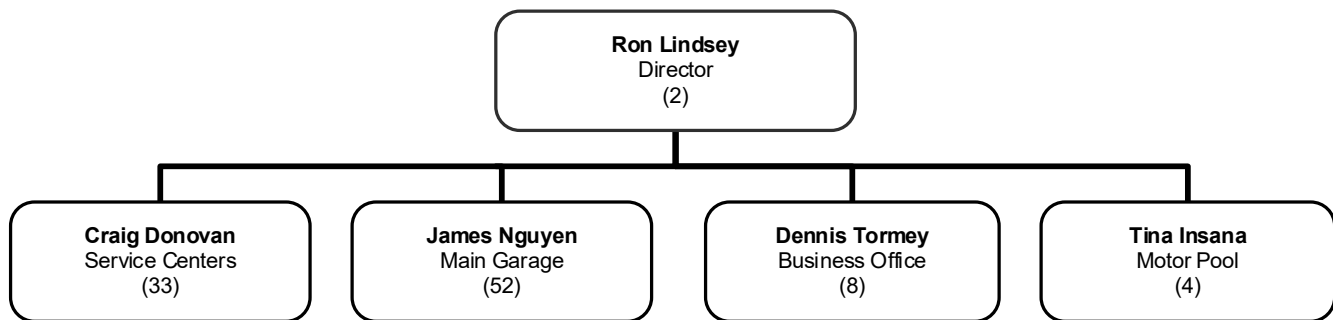 Ron Lindsey
Director
(2)
Craig Donovan
Service Centers
(33)
James Nguyen
Main Garage
(52)
Dennis Tormey
Business Office
(8)
Tina Insana
Motor Pool
(4)